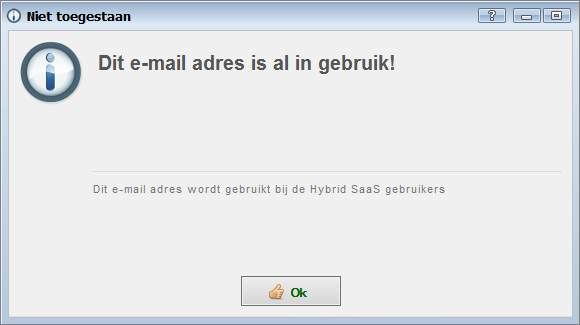 Niet toegestaan
?
Dit e-mail adres is al in gebruik!
Dit e-mail adres wordt gebruikt bij de Hybrid SaaS gebruikers
Ok